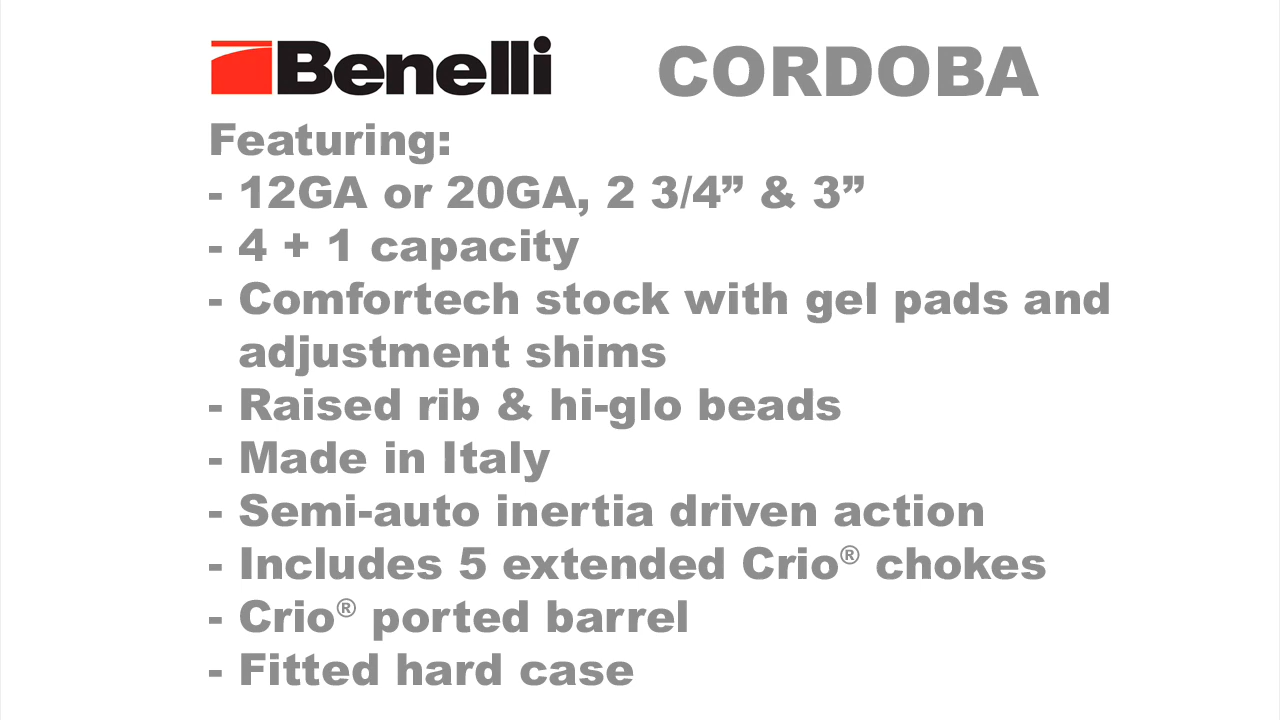 Benelli CORDOBA
Featuring:
- 12GA or 20GA, 2 3/4” & 3”
- 4 + 1 capacity
- Comfortech stock with gel pads and
adjustment shims
- Raised rib & hi-glo beads
- Made in Italy
- Semi-auto inertia driven action
- Includes 5 extended Crio® chokes
- Crio® ported barrel
- Fitted hard case